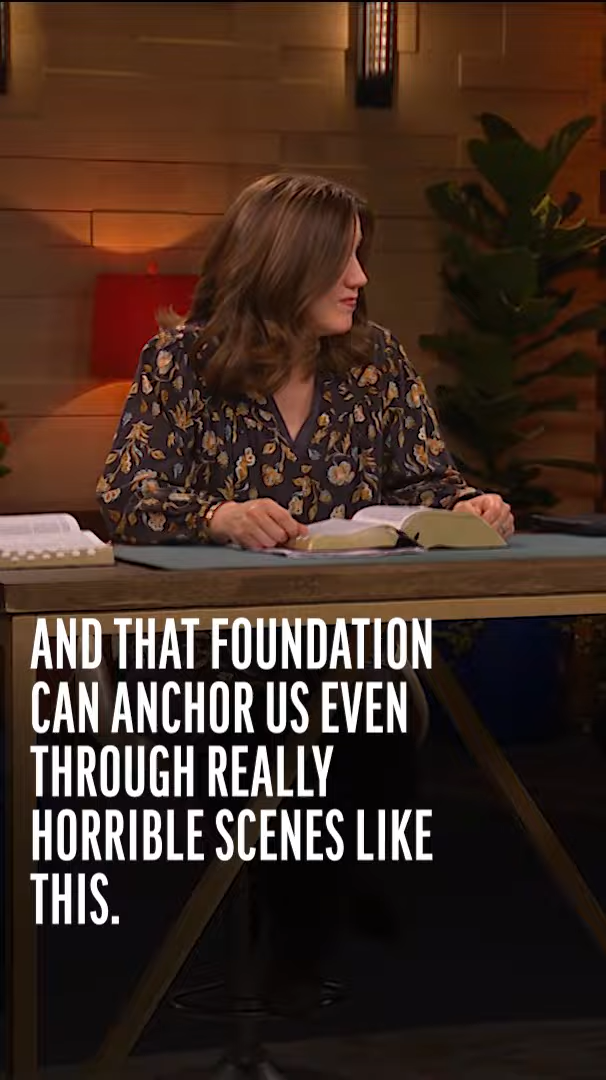 AND THAT FOUNDATION
CAN ANCHOR US EVEN
THROUGH REALLY
HORRIBLE SCENES LIKE
THIS.